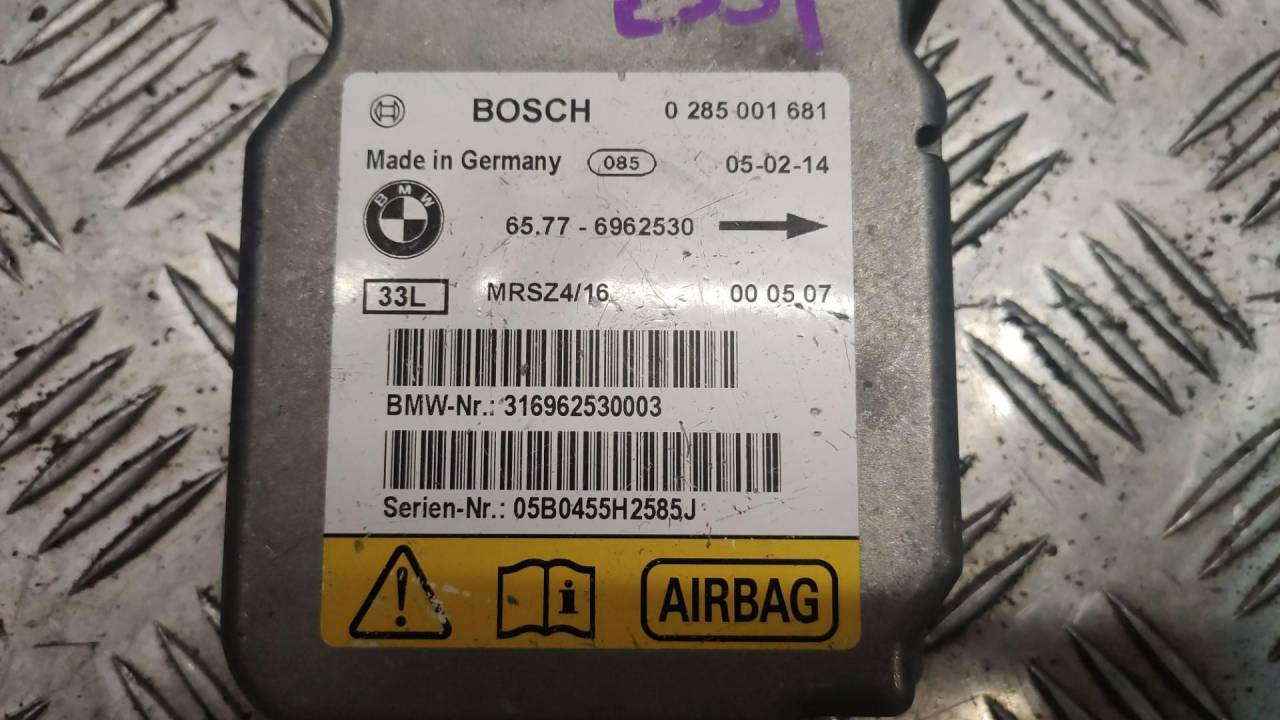 BOSCH 0 285 001 681
Made in Germany 085 05-02-14
BMW
65.77 - 6962530
33L MRSZ4/16 00 05 07
BMW-Nr.: 316962530003
Serien-Nr.: 05B0455H2585J
AIRBAG